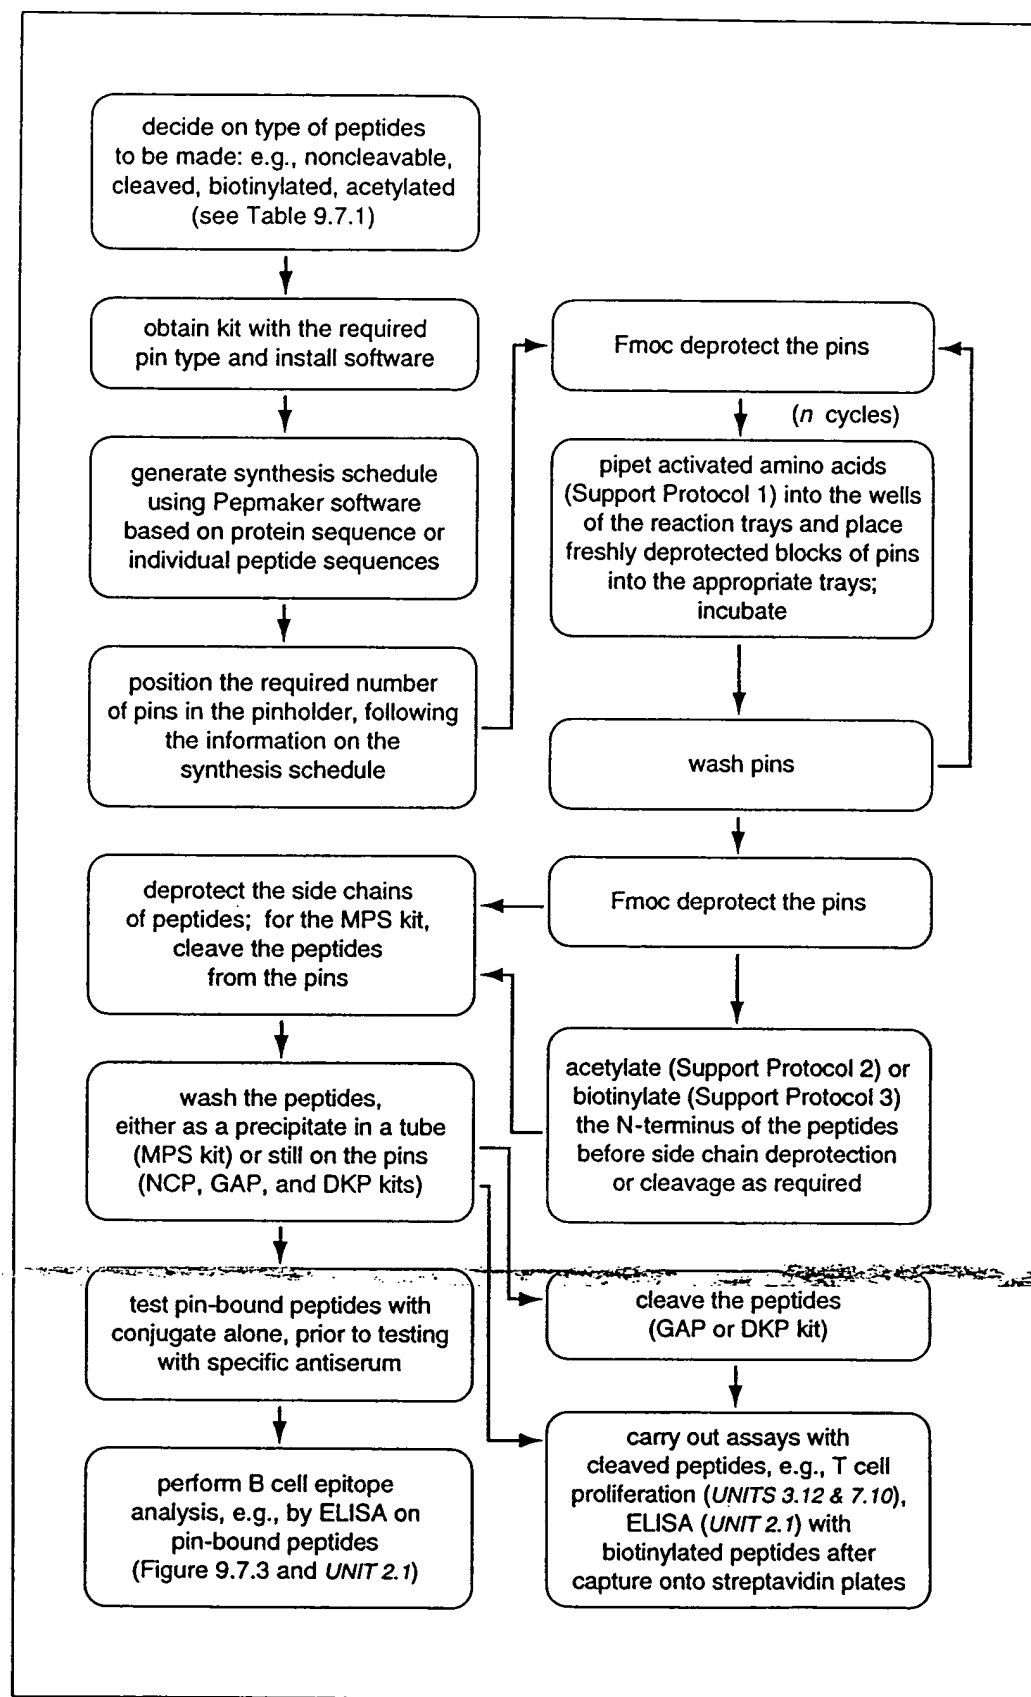 decide on type of peptides
to be made: e.g., noncleavable,
cleaved, biotinylated, acetylated
(see Table 9.7.1)
obtain kit with the required
pin type and install software
generate synthesis schedule
using Pepmaker software
based on protein sequence or
individual peptide sequences
position the required number
of pins in the pinholder, following
the information on the
synthesis schedule
Fmoc deprotect the pins
(n cycles)
pipet activated amino acids
(Support Protocol 1) into the wells
of the reaction trays and place
freshly deprotected blocks of pins
into the appropriate trays;
incubate
wash pins
Fmoc deprotect the pins
acetylate (Support Protocol 2) or
biotinylate (Support Protocol 3)
the N-terminus of the peptides
before side chain deprotection
or cleavage as required
deprotect the side chains
of peptides; for the MPS kit,
cleave the peptides
from the pins
wash the peptides,
either as a precipitate in a tube
(MPS kit) or still on the pins
(NCP, GAP, and DKP kits)
test pin-bound peptides with
conjugate alone, prior to testing
with specific antiserum
perform B cell epitope
analysis, e.g., by ELISA on
pin-bound peptides
(Figure 9.7.3 and UNIT 2.1)
cleave the peptides
(GAP or DKP kit)
carry out assays with
cleaved peptides, e.g., T cell
proliferation (UNITS 3.12 & 7.10),
ELISA (UNIT 2.1) with
biotinylated peptides after
capture onto streptavidin plates